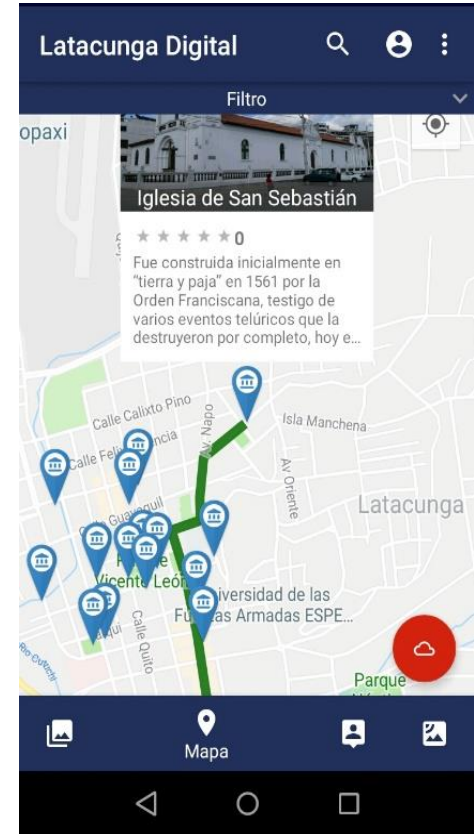 Latacunga Digital
Filtro
opaxi
Iglesia de San Sebastián
0
Fue construida inicialmente en
"tierra y paja" en 1561 por la
Orden Franciscana, testigo de
varios eventos telúricos que la
destruyeron por completo, hoy e...
Calle Calixto Pino
Av Napo
Isla Manchena
Calle
Av Oriente
Latacunga
Vicente León
Universidad de las
Fuerzas Armadas ESPE...
Calle Quito
Parque
Mapa